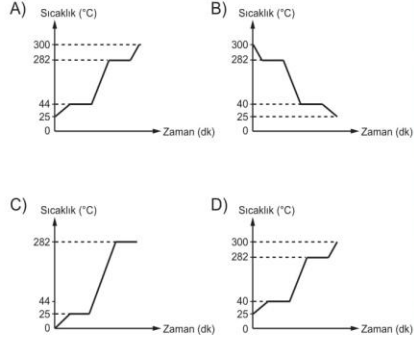 A) Sıcaklık (°C)
300
282
44
25
0
Zaman (dk)
B) Sıcaklık (°C)
300
282
40
25
0
Zaman (dk)
C) Sıcaklık (°C)
282
44
25
0
Zaman (dk)
D) Sıcaklık (°C)
300
282
40
25
0
Zaman (dk)